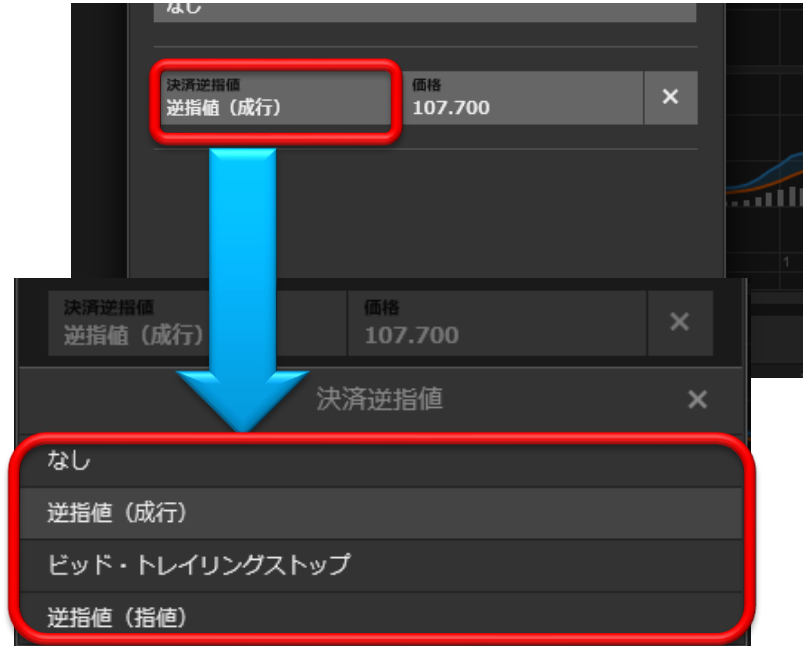 なし
決済逆指値
逆指値（成行）
価格
107.700
×
1
決済逆指値
逆指値（成行）
価格
107.700
×
決済逆指値
×
なし
逆指値（成行）
ビッド・トレイリングストップ
逆指値（指値）